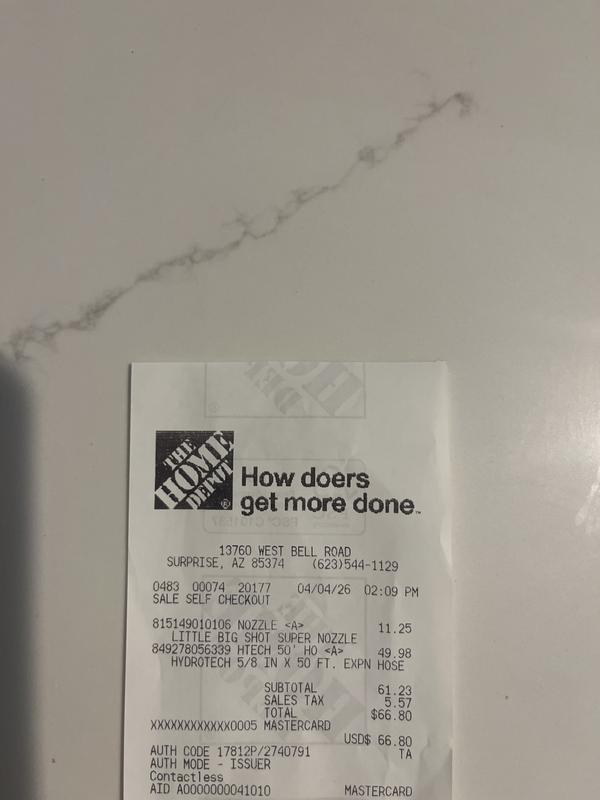 THE
HOME
DEPOT
®
How doers
get more done™
13760 WEST BELL ROAD
SURPRISE, AZ 85374 (623)544-1129
0483 00074 20177 04/04/26 02:09 PM
SALE SELF CHECKOUT
815149010106 NOZZLE <A> 11.25
LITTLE BIG SHOT SUPER NOZZLE
849278056339 HTECH 50' HO <A> 49.98
HYDROTECH 5/8 IN X 50 FT. EXPN HOSE
SUBTOTAL 61.23
SALES TAX 5.57
TOTAL $66.80
XXXXXXXXXXXX0005 MASTERCARD
USD$ 66.80
AUTH CODE 17812P/2740791 TA
AUTH MODE - ISSUER
Contactless
AID A0000000041010 MASTERCARD